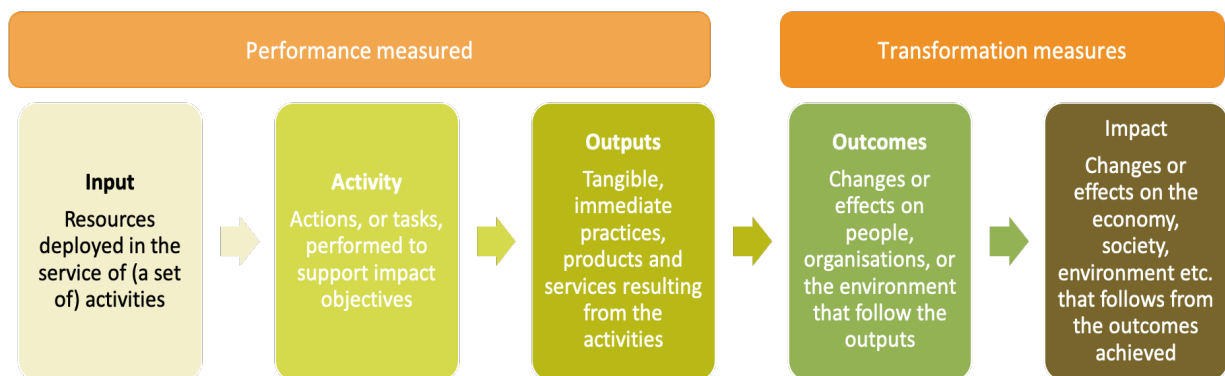 Performance measured
Transformation measures
Input
Resources
deployed in the
service of (a set
of) activities
Activity
Actions, or tasks,
performed to
support impact
objectives
Outputs
Tangible,
immediate
practices,
products and
services resulting
from the
activities
Outcomes
Changes or
effects on
people,
organisations, or
the environment
that follow the
outputs
Impact
Changes or
effects on the
economy,
society,
environment etc.
that follows from
the outcomes
achieved